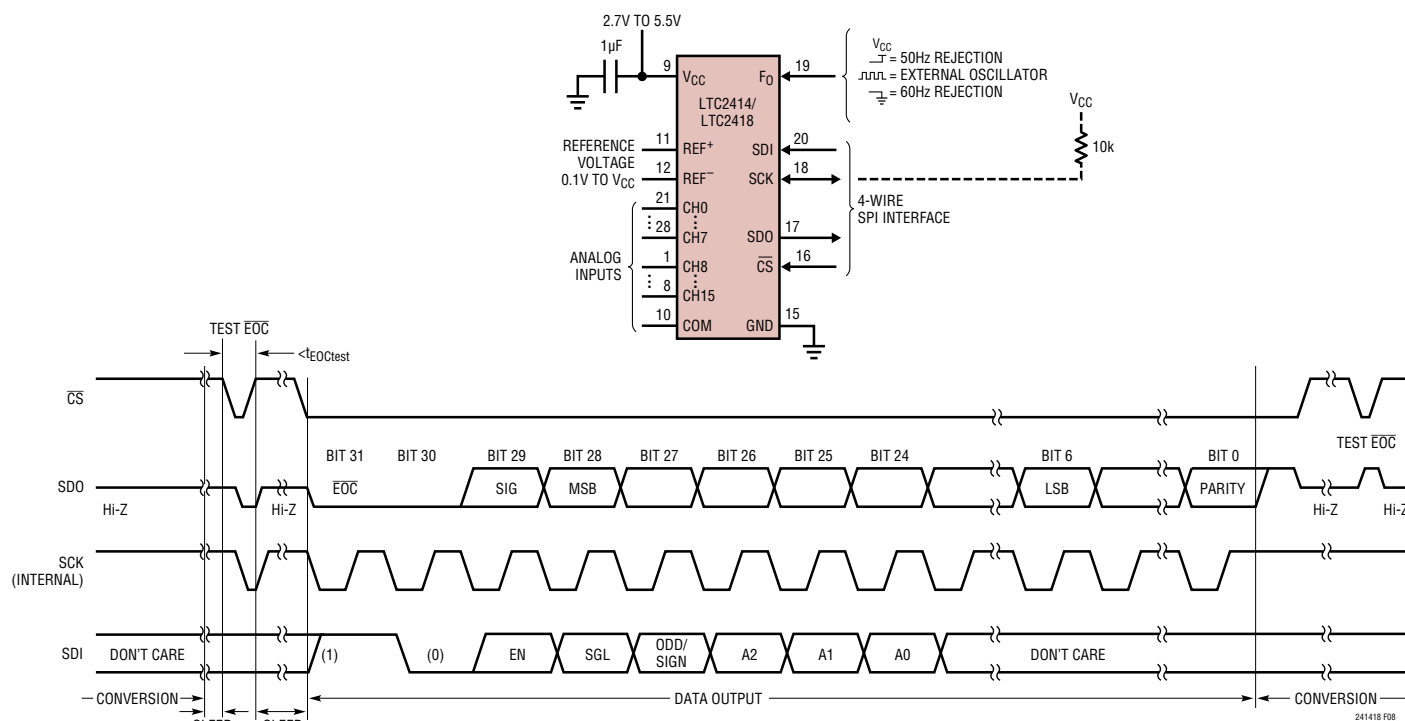 2.7V TO 5.5V
1µF
9
VCC
FO
19
VCC
= 50Hz REJECTION
= EXTERNAL OSCILLATOR
= 60Hz REJECTION
LTC2414/
LTC2418
VCC
10k
REFERENCE
VOLTAGE
0.1V TO VCC
11
REF+
12
REF–
SDI
20
SCK
18
4-WIRE
SPI INTERFACE
ANALOG
INPUTS
21
CH0
28
CH7
1
CH8
8
CH15
10
COM
SDO
17
CS
16
GND
15
TEST EOC
<tEOCtest
CS
TEST EOC
BIT 31 BIT 30 BIT 29 BIT 28 BIT 27 BIT 26 BIT 25 BIT 24 BIT 6 BIT 0
SDO
EOC SIG MSB LSB PARITY
Hi-Z Hi-Z Hi-Z Hi-Z
SCK
(INTERNAL)
SDI DON'T CARE (1) (0) EN SGL ODD/
SIGN A2 A1 A0 DON'T CARE
CONVERSION DATA OUTPUT CONVERSION
241418 F08